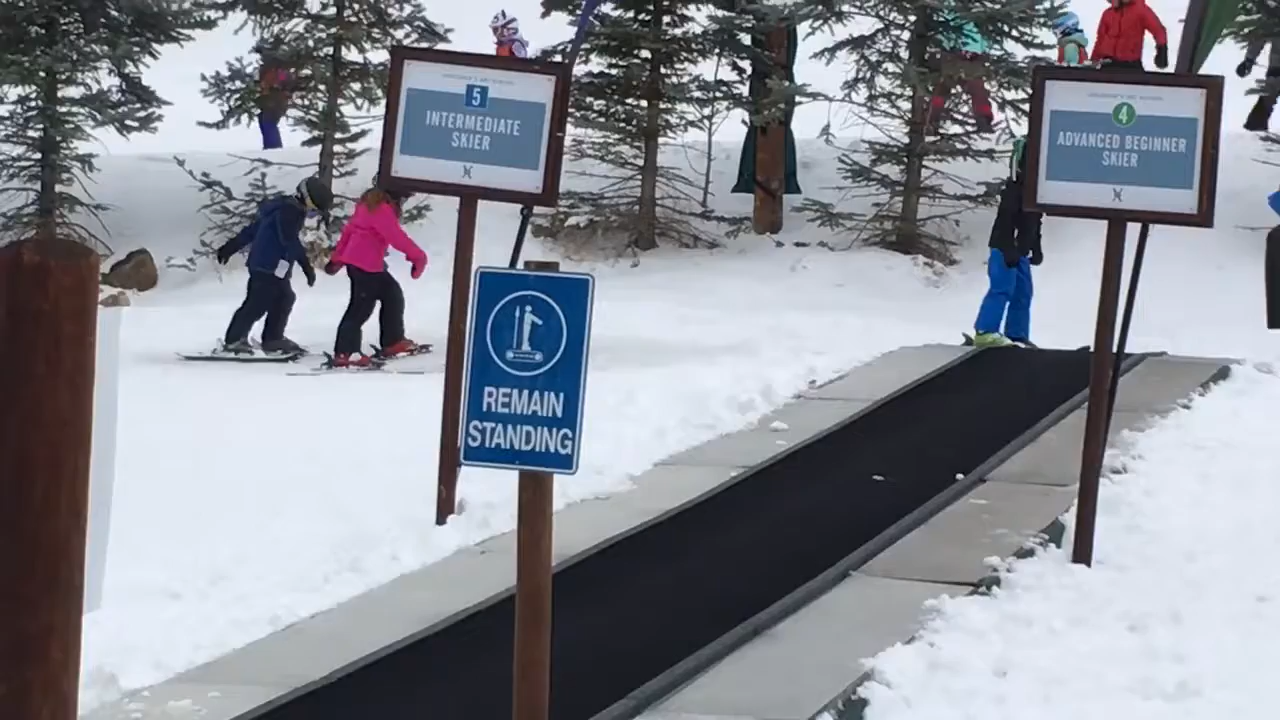 5
INTERMEDIATE
SKIER
4
ADVANCED BEGINNER
SKIER
REMAIN
STANDING